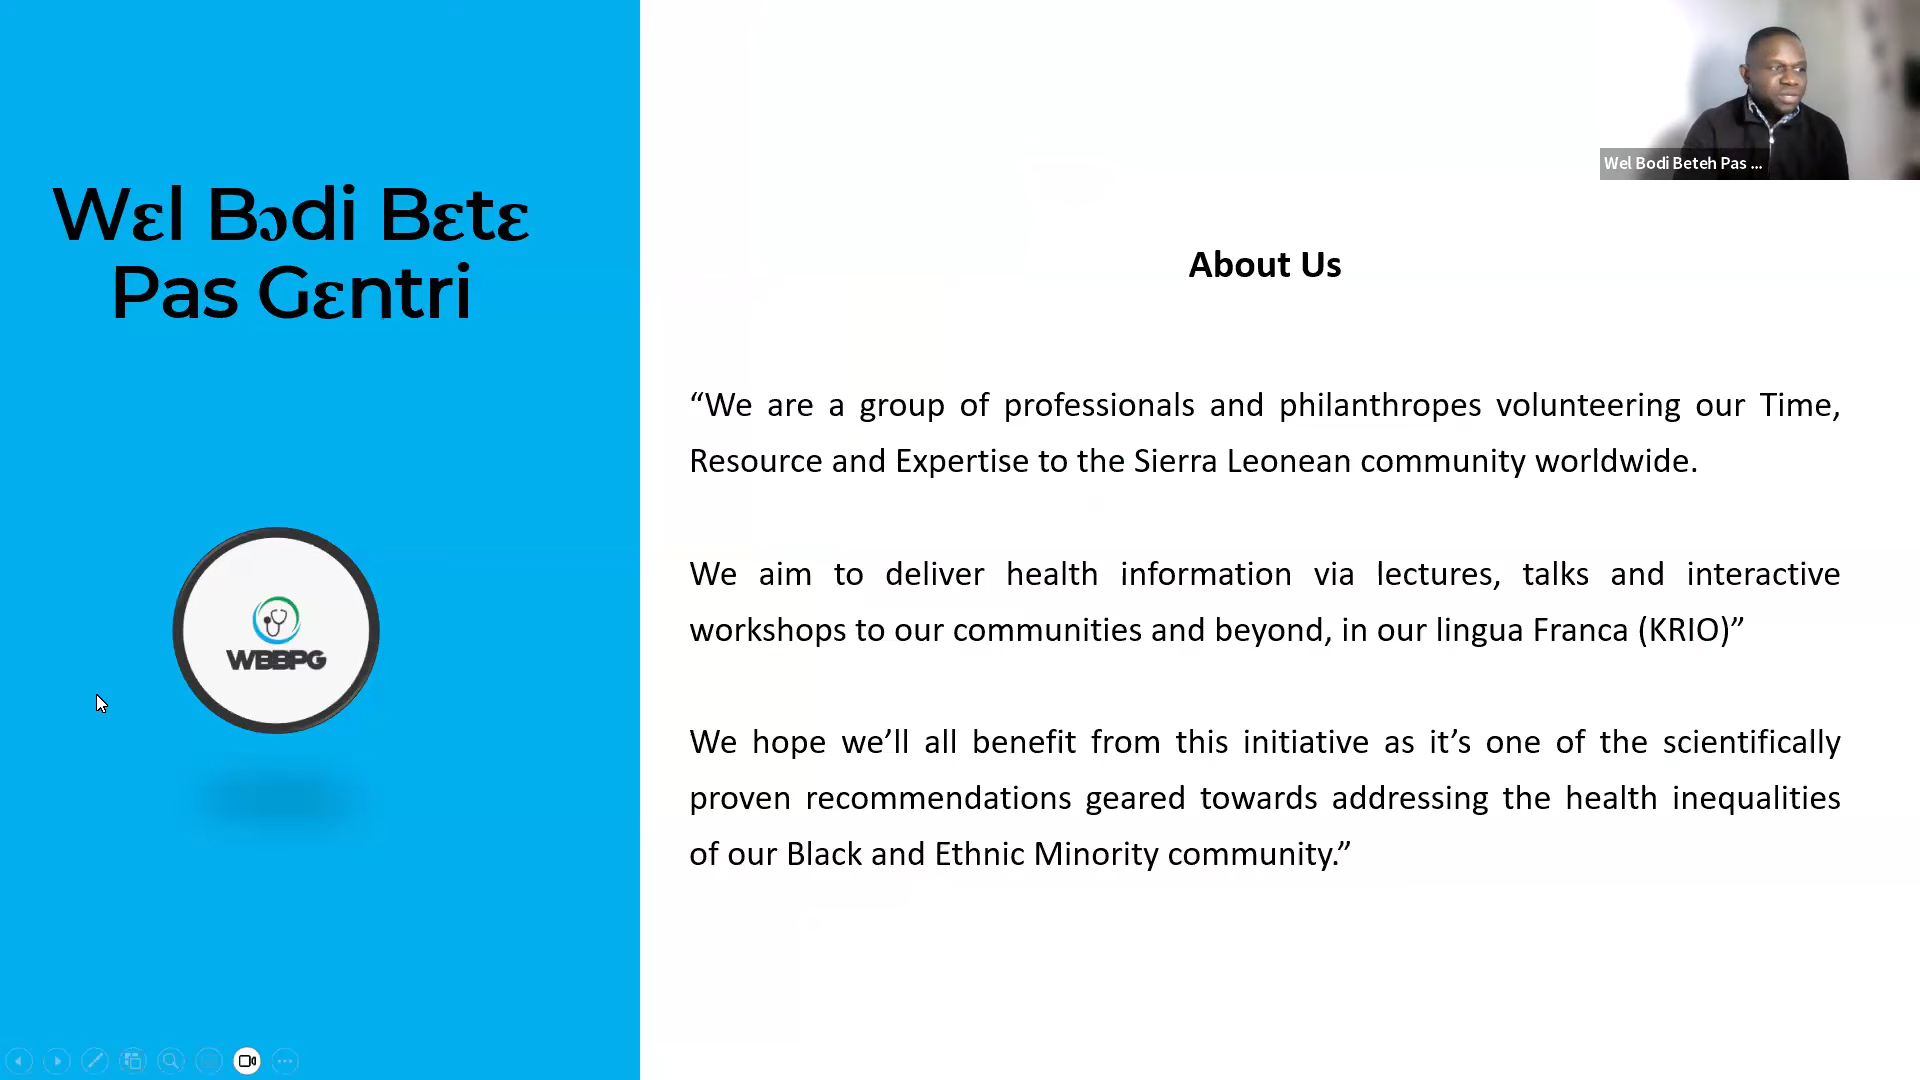 Wɛl Bɔdi Bɛtɛ
Pas Gɛntri
WBBPG
Wel Bodi Beteh Pas ...
About Us
“We are a group of professionals and philanthropes volunteering our Time,
Resource and Expertise to the Sierra Leonean community worldwide.
We aim to deliver health information via lectures, talks and interactive
workshops to our communities and beyond, in our lingua Franca (KRIO)”
We hope we’ll all benefit from this initiative as it’s one of the scientifically
proven recommendations geared towards addressing the health inequalities
of our Black and Ethnic Minority community.”